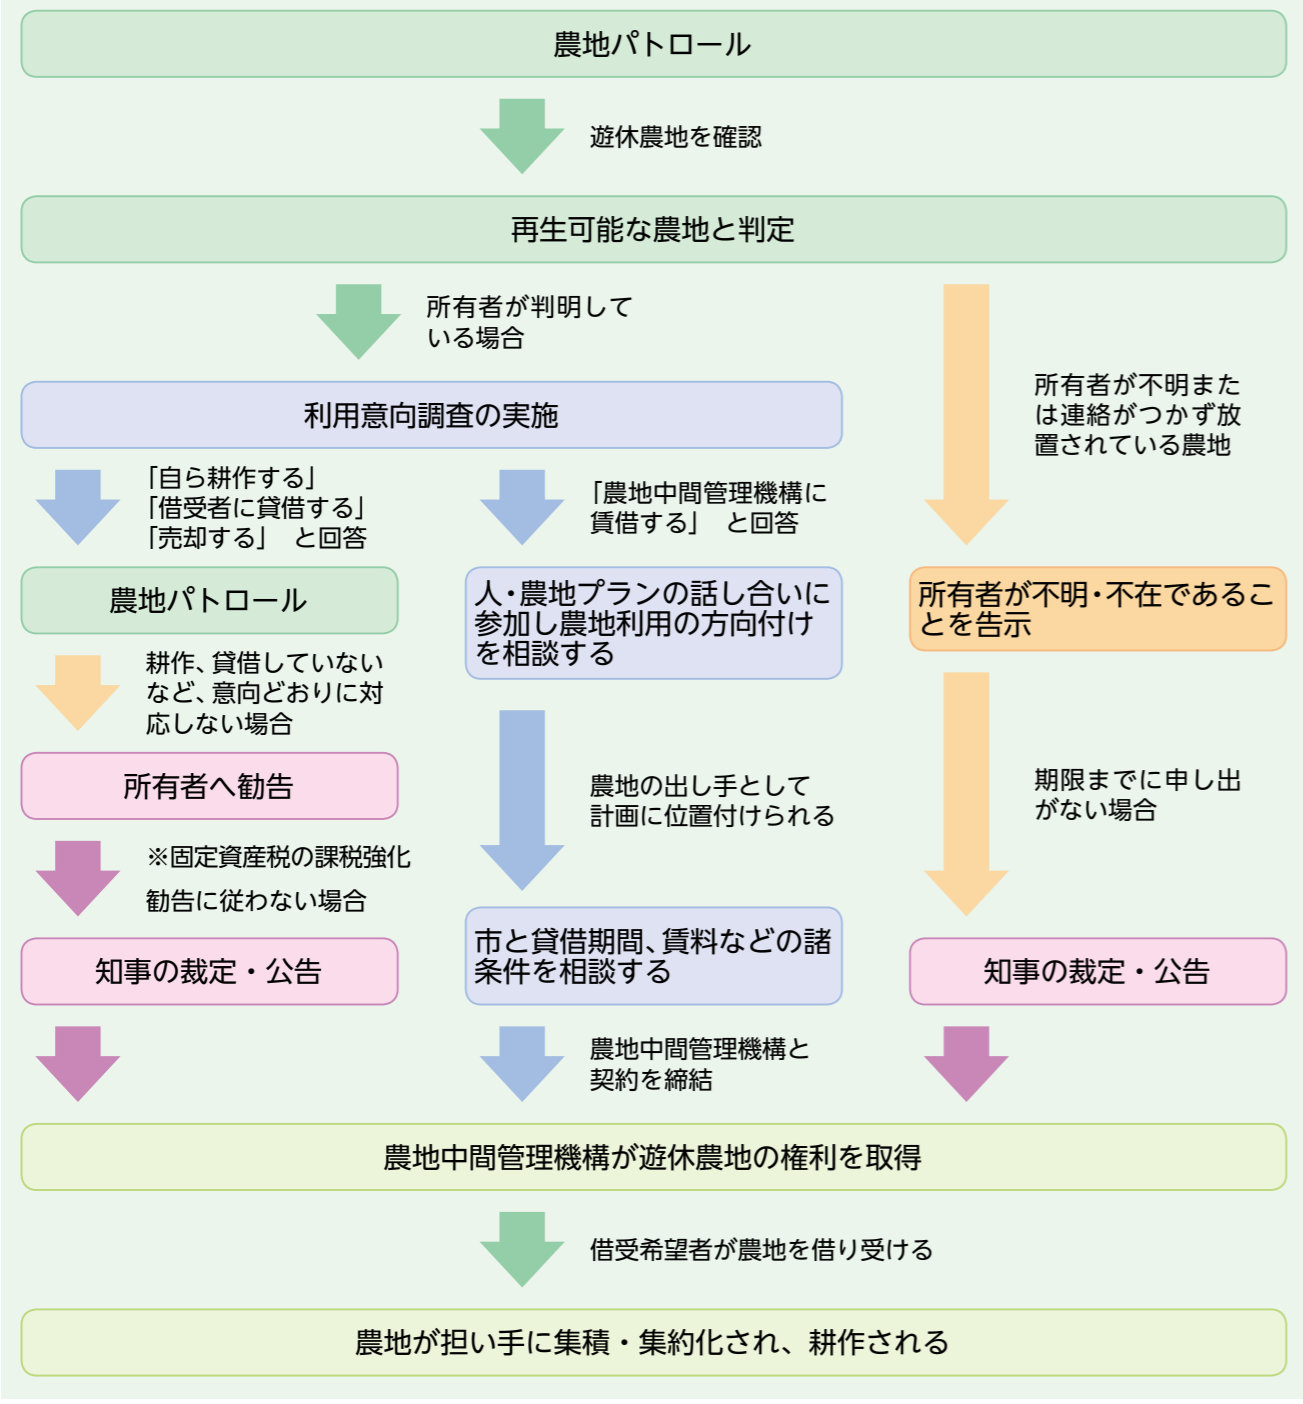 農地パトロール
遊休農地を確認
再生可能な農地と判定
所有者が判明して
いる場合
所有者が不明また
は連絡がつかず放
置されている農地
利用意向調査の実施
「自ら耕作する」
「借受者に貸借する」
「売却する」 と回答
「農地中間管理機構に
賃借する」 と回答
農地パトロール
人・農地プランの話し合いに
参加し農地利用の方向付け
を相談する
所有者が不明・不在であるこ
とを告示
耕作、貸借していない
など、意向どおりに対
応しない場合
所有者へ勧告
農地の出し手として
計画に位置付けられる
期限までに申し出
がない場合
※固定資産税の課税強化
勧告に従わない場合
知事の裁定・公告
市と貸借期間、賃料などの諸
条件を相談する
知事の裁定・公告
農地中間管理機構と
契約を締結
農地中間管理機構が遊休農地の権利を取得
借受希望者が農地を借り受ける
農地が担い手に集積・集約化され、耕作される